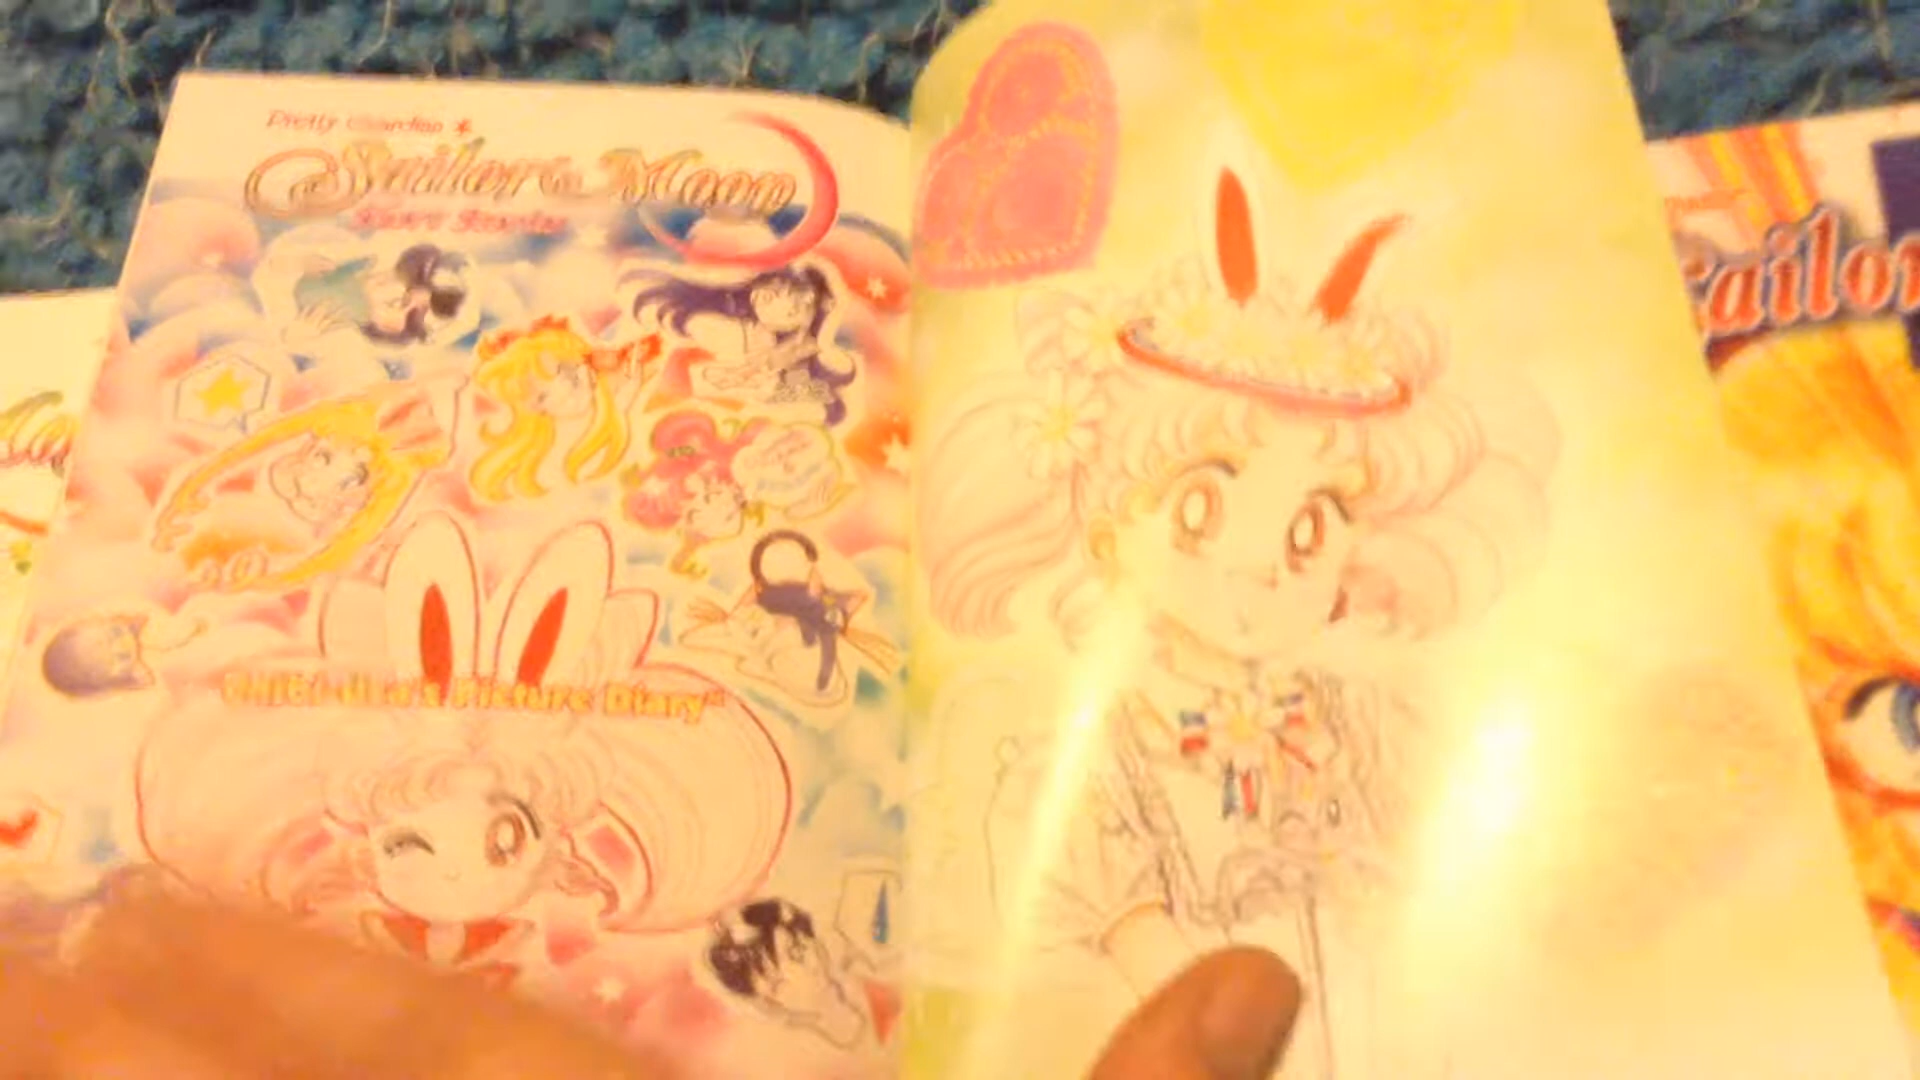 Pretty Guardian *
Sailor Moon
Short Stories
Chibi-Usa's Picture Diary
Sailor